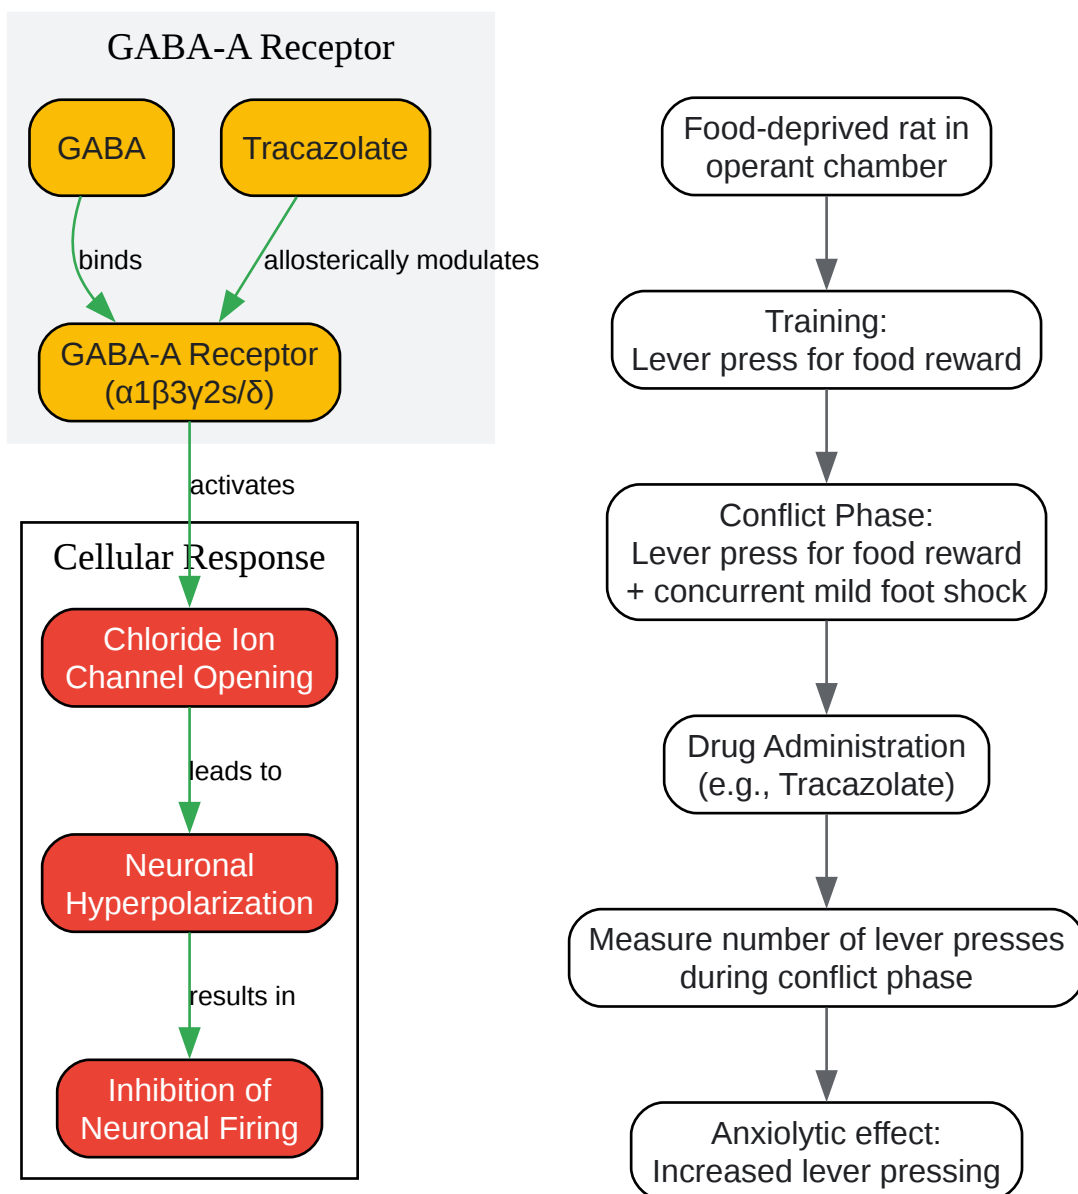 GABA-A Receptor
GABA
Tracazolate
binds
allosterically modulates
GABA-A Receptor
(α1β3γ2s/δ)
activates
Cellular Response
Chloride Ion
Channel Opening
leads to
Neuronal
Hyperpolarization
results in
Inhibition of
Neuronal Firing
Food-deprived rat in
operant chamber
Training:
Lever press for food reward
Conflict Phase:
Lever press for food reward
+ concurrent mild foot shock
Drug Administration
(e.g., Tracazolate)
Measure number of lever presses
during conflict phase
Anxiolytic effect:
Increased lever pressing